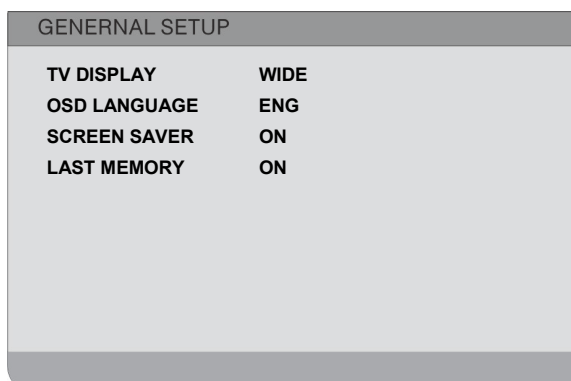 GENERNAL SETUP
TV DISPLAY WIDE
OSD LANGUAGE ENG
SCREEN SAVER ON
LAST MEMORY ON